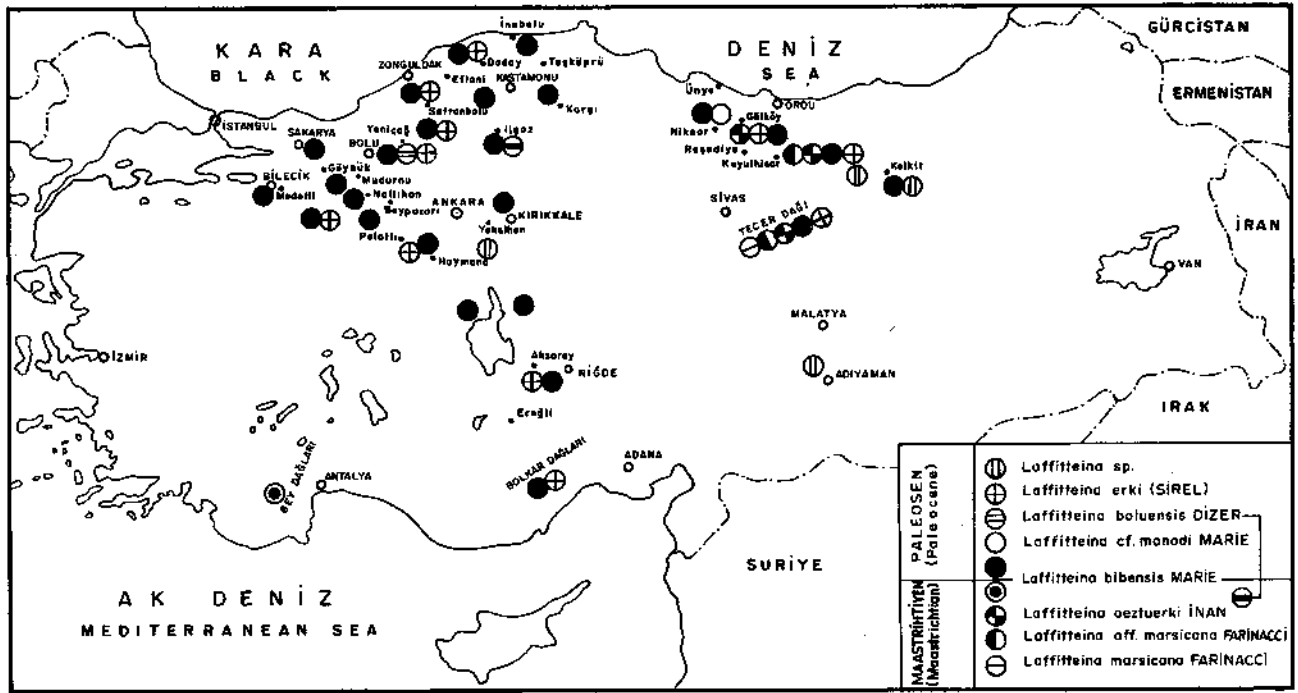 KARA
BLACK
DENİZ
SEA
GÜRCİSTAN
ERMENİSTAN
İRAN
IRAK
SURİYE
AK DENİZ
MEDITERRANEAN SEA
İnebolu
ZONGULDAK
Daday
Taşköprü
Eflani
KASTAMONU
Safranbolu
Kargı
İSTANBUL
SAKARYA
Yeniçağ
BOLU
ılgaz
Göynük
Mudurnu
BİLECİK
Nallıhan
Beypazarı
ANKARA
KIRIKKALE
Polatlı
Haymana
Ünye
ORDU
Gölköy
Niksar
Reşadiye
Koyulhisar
Kelkit
SİVAS
TECER DAĞI
VAN
MALATYA
ADIYAMAN
İZMİR
Aksaray
NİĞDE
Ereğli
BOLKAR DAĞLARI
ADANA
BEY DAĞLARI
ANTALYA
PALEOSEN
(Paleocene)
Laffitteina sp.
Laffitteina erki (SİREL)
Laffitteina boluensis DİZER
Laffitteina cf. monodi MARİE
Laffitteina bibensis MARİE
MAASTRİHTİYEN
(Maastrichtian)
Laffitteina oeztuerki İNAN
Laffitteina aff. marsicana FARİNACCİ
Laffitteina marsicana FARİNACCİ